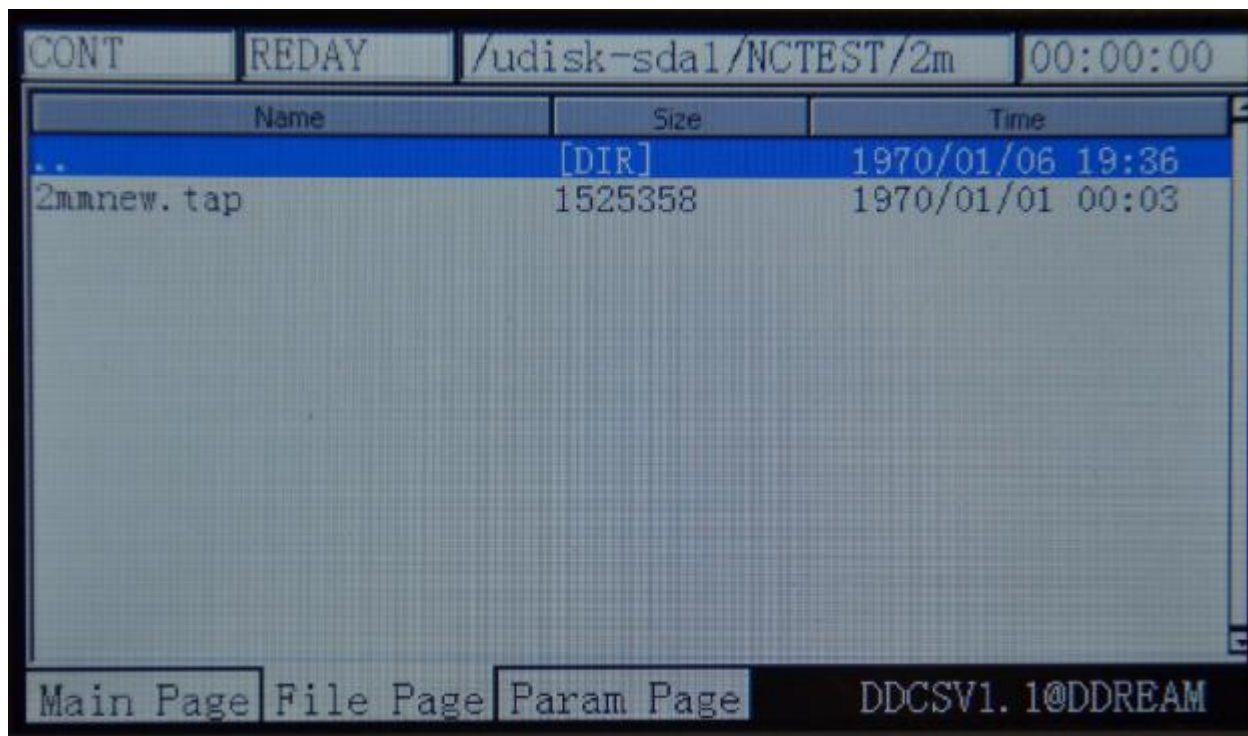 CONT REDAY /udisk-sda1/NCTEST/2m 00:00:00
Name Size Time
.. [DIR] 1970/01/06 19:36
2mmnew.tap 1525358 1970/01/01 00:03
Main Page File Page Param Page DDCSV1.1@DDREAM